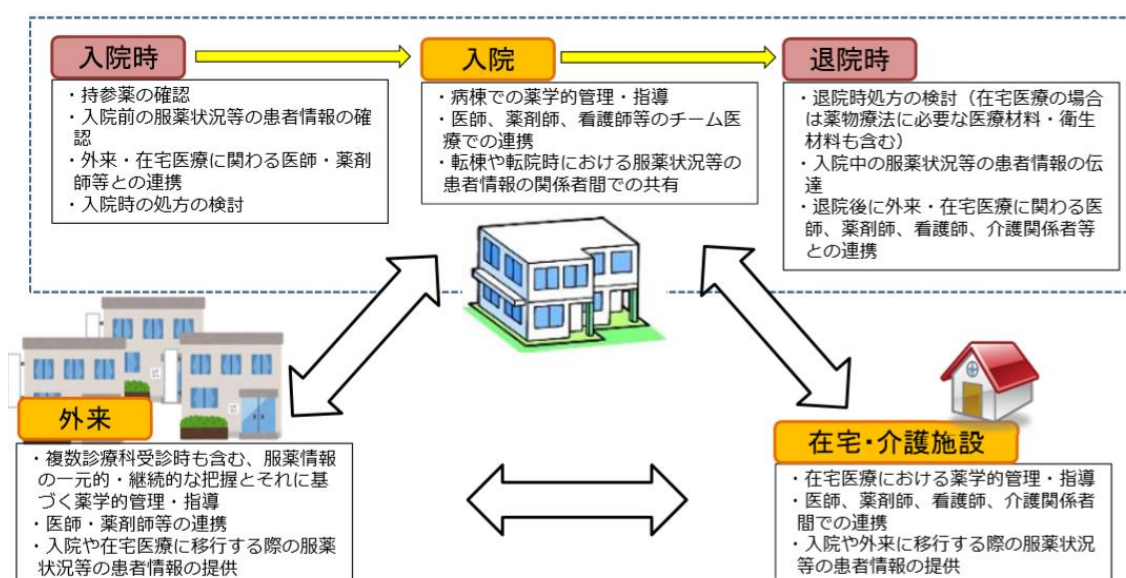 入院時
・持参薬の確認
・入院前の服薬状況等の患者情報の確
認
・外来・在宅医療に関わる医師・薬剤
師等との連携
・入院時の処方の検討
入院
・病棟での薬学的管理・指導
・医師、薬剤師、看護師等のチーム医
療での連携
・転棟や転院時における服薬状況等の
患者情報の関係者間での共有
退院時
・退院時処方の検討（在宅医療の場合
は薬物療法に必要な医療材料・衛生
材料も含む）
・入院中の服薬状況等の患者情報の伝
達
・退院後に外来・在宅医療に関わる医
師、薬剤師、看護師、介護関係者等
との連携
外来
・複数診療科受診時も含む、服薬情報
の一元的・継続的な把握とそれに基
づく薬学的管理・指導
・医師・薬剤師等の連携
・入院や在宅医療に移行する際の服薬
状況等の患者情報の提供
在宅・介護施設
・在宅医療における薬学的管理・指導
・医師、薬剤師、看護師、介護関係者
間での連携
・入院や外来に移行する際の服薬状況
等の患者情報の提供